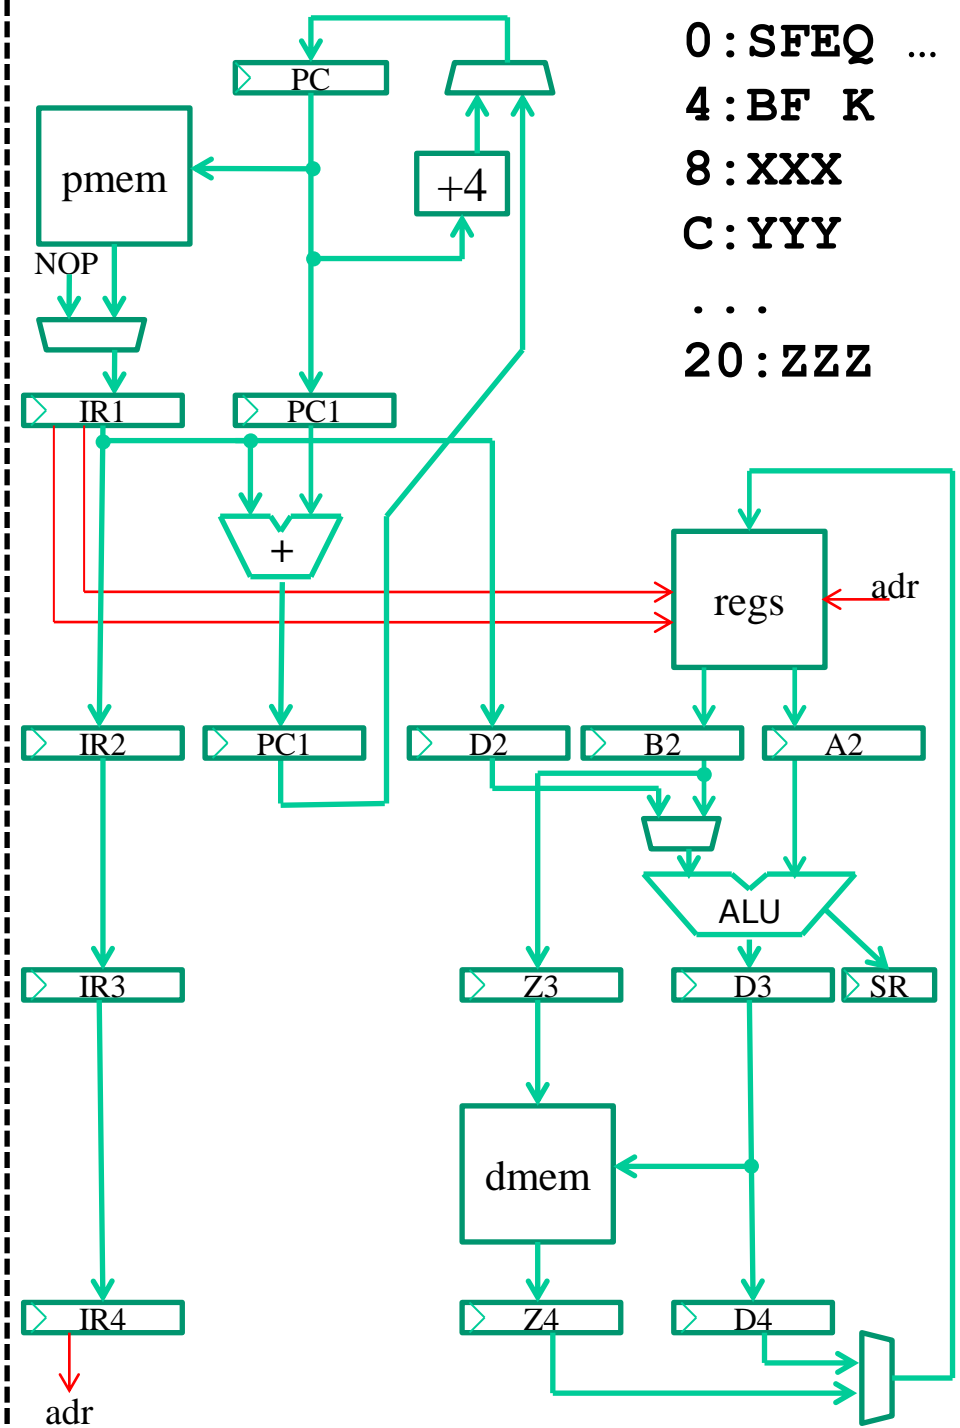 0:SFEQ …
PC
4:BF K
pmem
+4
8:XXX
C:YYY
NOP
...
20:ZZZ
IR1
PC1
+
regs
adr
IR2
PC1
D2
B2
A2
ALU
IR3
Z3
D3
SR
dmem
IR4
Z4
D4
adr